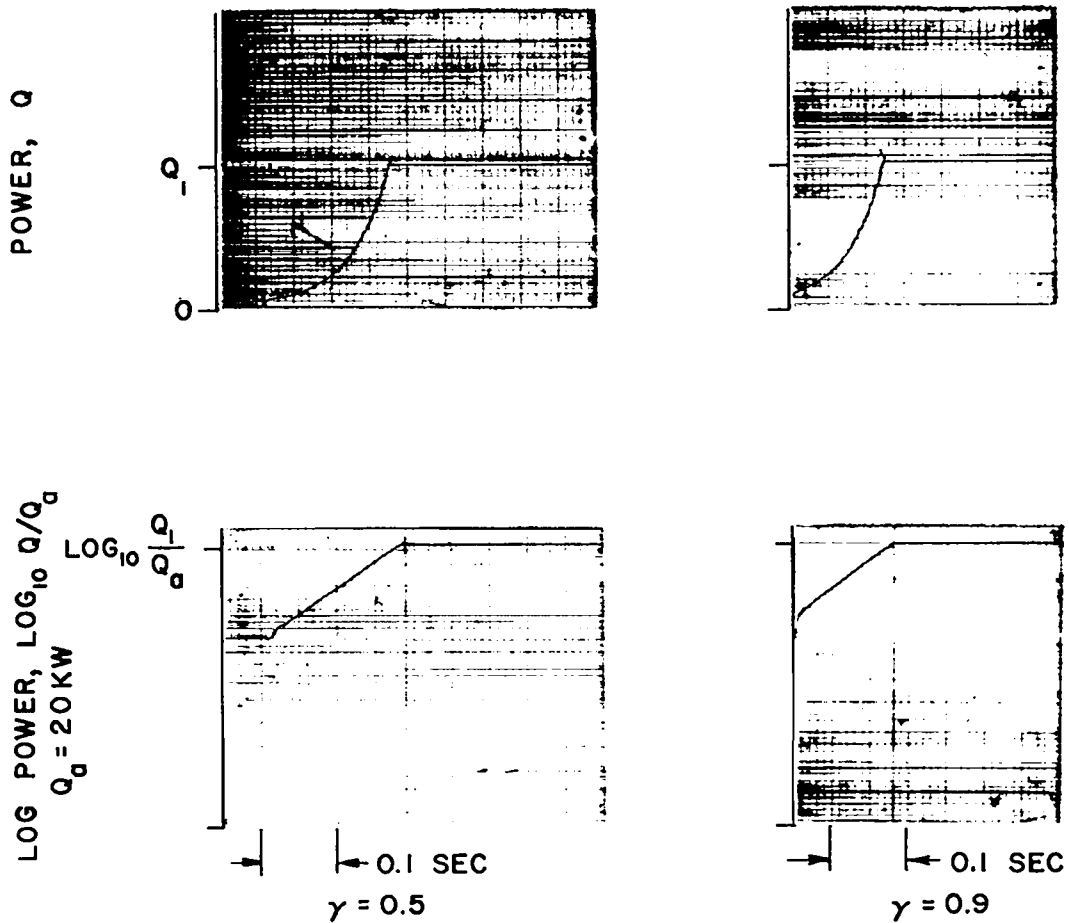 POWER, Q
Q₁
0
LOG POWER, LOG₁₀ Q/Qₐ
Qₐ = 20 KW
LOG₁₀ Q₁/Qₐ
0.1 SEC
γ = 0.5
0.1 SEC
γ = 0.9